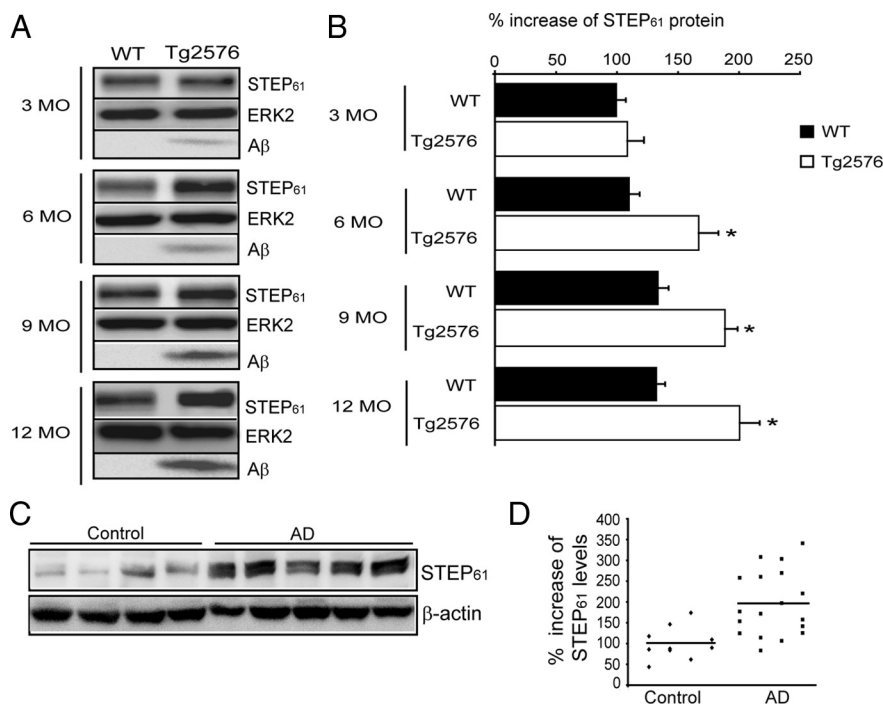 A
WT Tg2576
3 MO
STEP61
ERK2
Aβ
6 MO
STEP61
ERK2
Aβ
9 MO
STEP61
ERK2
Aβ
12 MO
STEP61
ERK2
Aβ
B
% increase of STEP61 protein
0 50 100 150 200 250
3 MO
WT
Tg2576
6 MO
WT
Tg2576 *
9 MO
WT
Tg2576 *
12 MO
WT
Tg2576 *
WT
Tg2576
C
Control AD
STEP61
β-actin
D
% increase of
STEP61 levels
400
350
300
250
200
150
100
50
0
Control AD